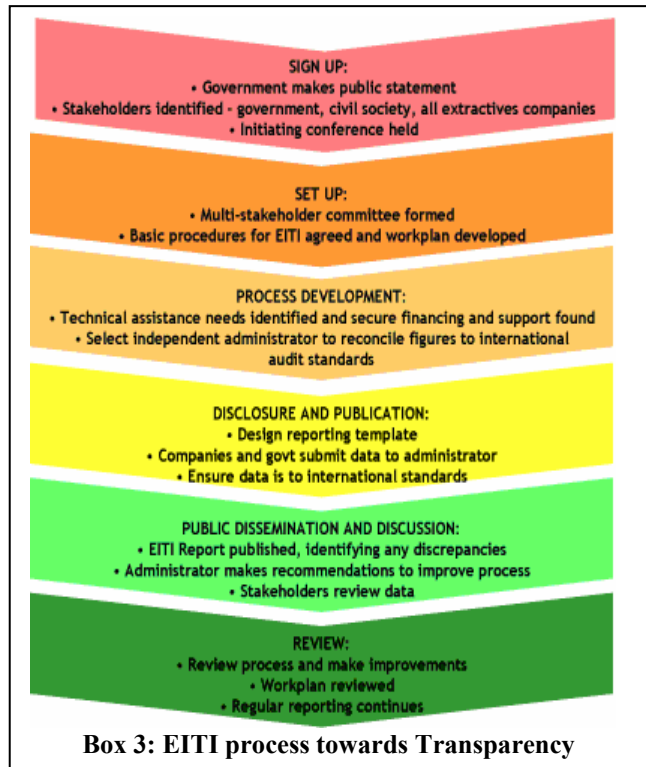 SIGN UP:
• Government makes public statement
• Stakeholders identified - government, civil society, all extractives companies
• Initiating conference held
SET UP:
• Multi-stakeholder committee formed
• Basic procedures for EITI agreed and workplan developed
PROCESS DEVELOPMENT:
• Technical assistance needs identified and secure financing and support found
• Select independent administrator to reconcile figures to international
audit standards
DISCLOSURE AND PUBLICATION:
• Design reporting template
• Companies and govt submit data to administrator
• Ensure data is to international standards
PUBLIC DISSEMINATION AND DISCUSSION:
• EITI Report published, identifying any discrepancies
• Administrator makes recommendations to improve process
• Stakeholders review data
REVIEW:
• Review process and make improvements
• Workplan reviewed
• Regular reporting continues
Box 3: EITI process towards Transparency